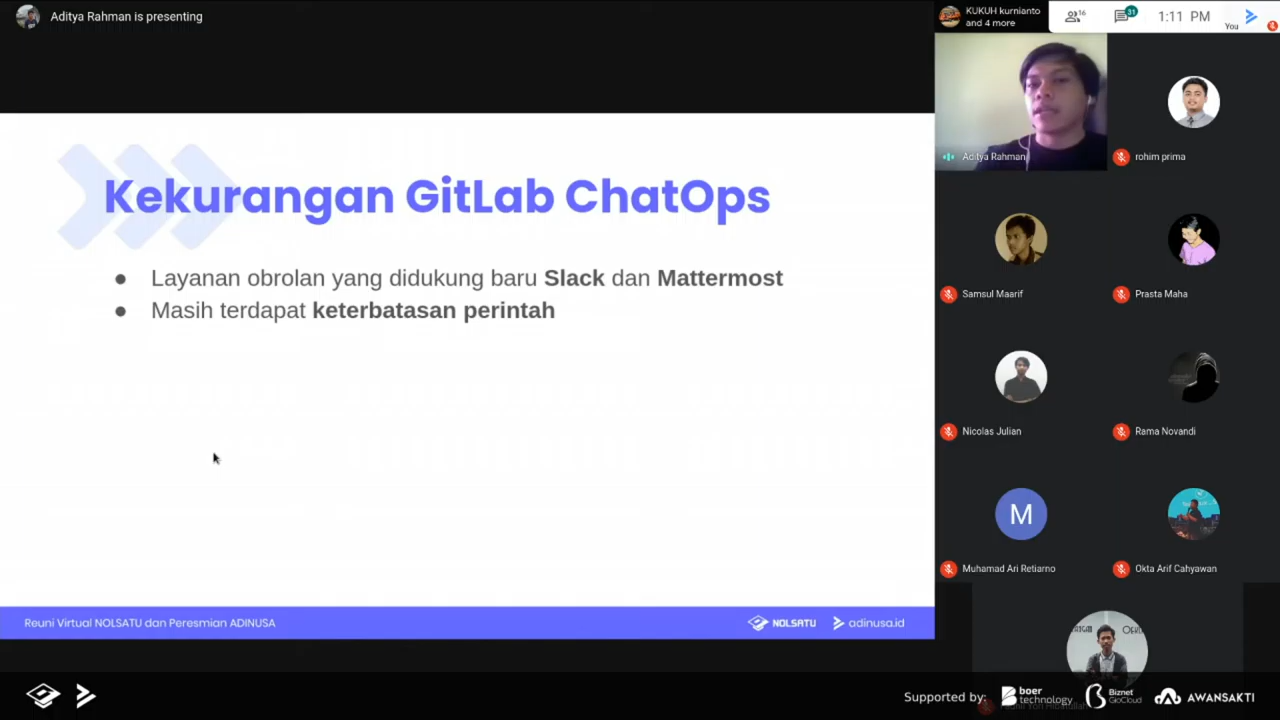 Aditya Rahman is presenting
KUKUH kurnianto
and 4 more
16
31
1:11 PM
You
Kekurangan GitLab ChatOps
● Layanan obrolan yang didukung baru Slack dan Mattermost
● Masih terdapat keterbatasan perintah
Aditya Rahman
rohim prima
Samsul Maarif
Prasta Maha
Nicolas Julian
Rama Novandi
M
Muhamad Ari Retiarno
Okta Arif Cahyawan
Reuni Virtual NOLSATU dan Peresmian ADINUSA
NOLSATU
adinusa.id
Supported by:
boer
technology
Biznet
GioCloud
AWANSAKTI